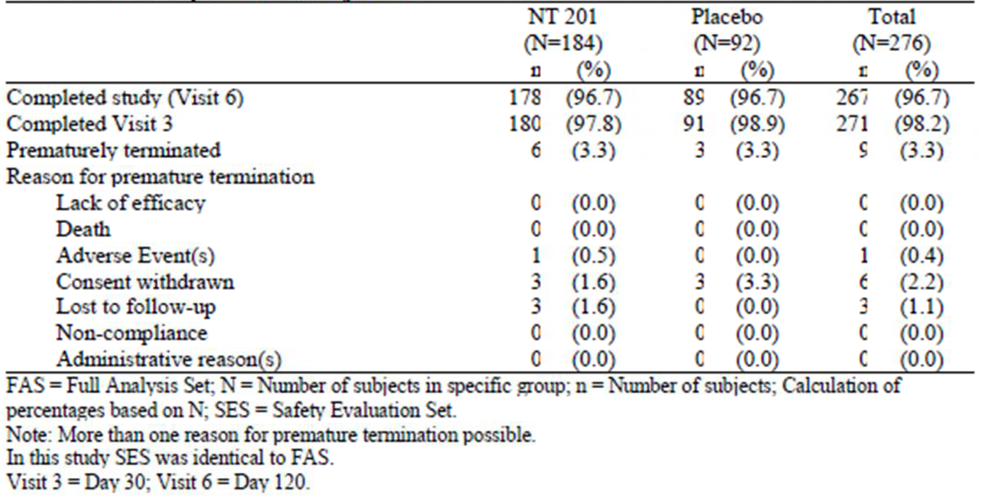 NT 201 Placebo Total
(N=184) (N=92) (N=276)
n (%) n (%) n (%)
Completed study (Visit 6) 178 (96.7) 89 (96.7) 267 (96.7)
Completed Visit 3 180 (97.8) 91 (98.9) 271 (98.2)
Prematurely terminated 6 (3.3) 3 (3.3) 9 (3.3)
Reason for premature termination
Lack of efficacy 0 (0.0) 0 (0.0) 0 (0.0)
Death 0 (0.0) 0 (0.0) 0 (0.0)
Adverse Event(s) 1 (0.5) 0 (0.0) 1 (0.4)
Consent withdrawn 3 (1.6) 3 (3.3) 6 (2.2)
Lost to follow-up 3 (1.6) 0 (0.0) 3 (1.1)
Non-compliance 0 (0.0) 0 (0.0) 0 (0.0)
Administrative reason(s) 0 (0.0) 0 (0.0) 0 (0.0)
FAS = Full Analysis Set; N = Number of subjects in specific group; n = Number of subjects; Calculation of
percentages based on N; SES = Safety Evaluation Set.
Note: More than one reason for premature termination possible.
In this study SES was identical to FAS.
Visit 3 = Day 30; Visit 6 = Day 120.